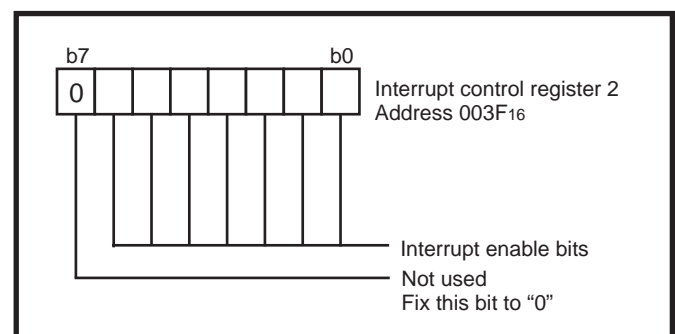 b7 b0
0
Interrupt control register 2
Address 003F16
Interrupt enable bits
Not used
Fix this bit to “0”